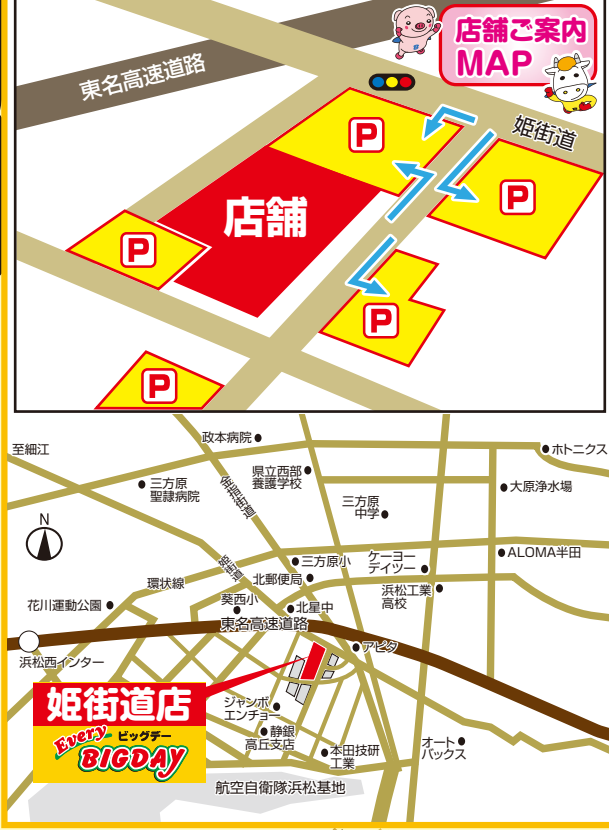 店舗ご案内
MAP
東名高速道路
姫街道
P
P
店舗
P
P
P
至細江
政本病院
ホトニクス
三方原
聖隷病院
金指街道
県立西部
養護学校
大原浄水場
三方原
中学
N
姫街道
三方原小
ケーヨー
デイツー
ALOMA半田
環状線
北郵便局
浜松工業
高校
花川運動公園
葵西小
北星中
東名高速道路
アピタ
浜松西インター
姫街道店
Every ビッグデー
BIGDAY
ジャンボ
エンチョー
静銀
高丘支店
本田技研
工業
オート
バックス
航空自衛隊浜松基地